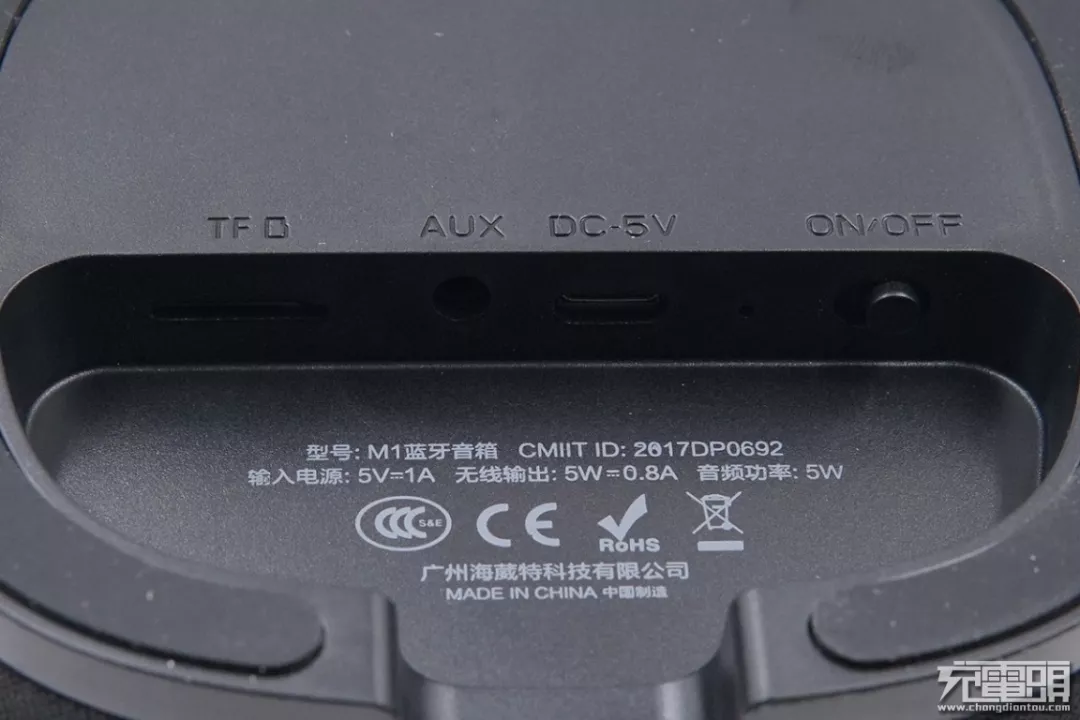 TF AUX DC-5V ON/OFF
型号: M1蓝牙音箱 CMIIT ID: 2017DP0692
输入电源: 5V=1A 无线输出: 5W=0.8A 音频功率: 5W
CCC S&E CE RoHS
广州海葳特科技有限公司
MADE IN CHINA 中国制造
充電頭
www.chongdiantou.com